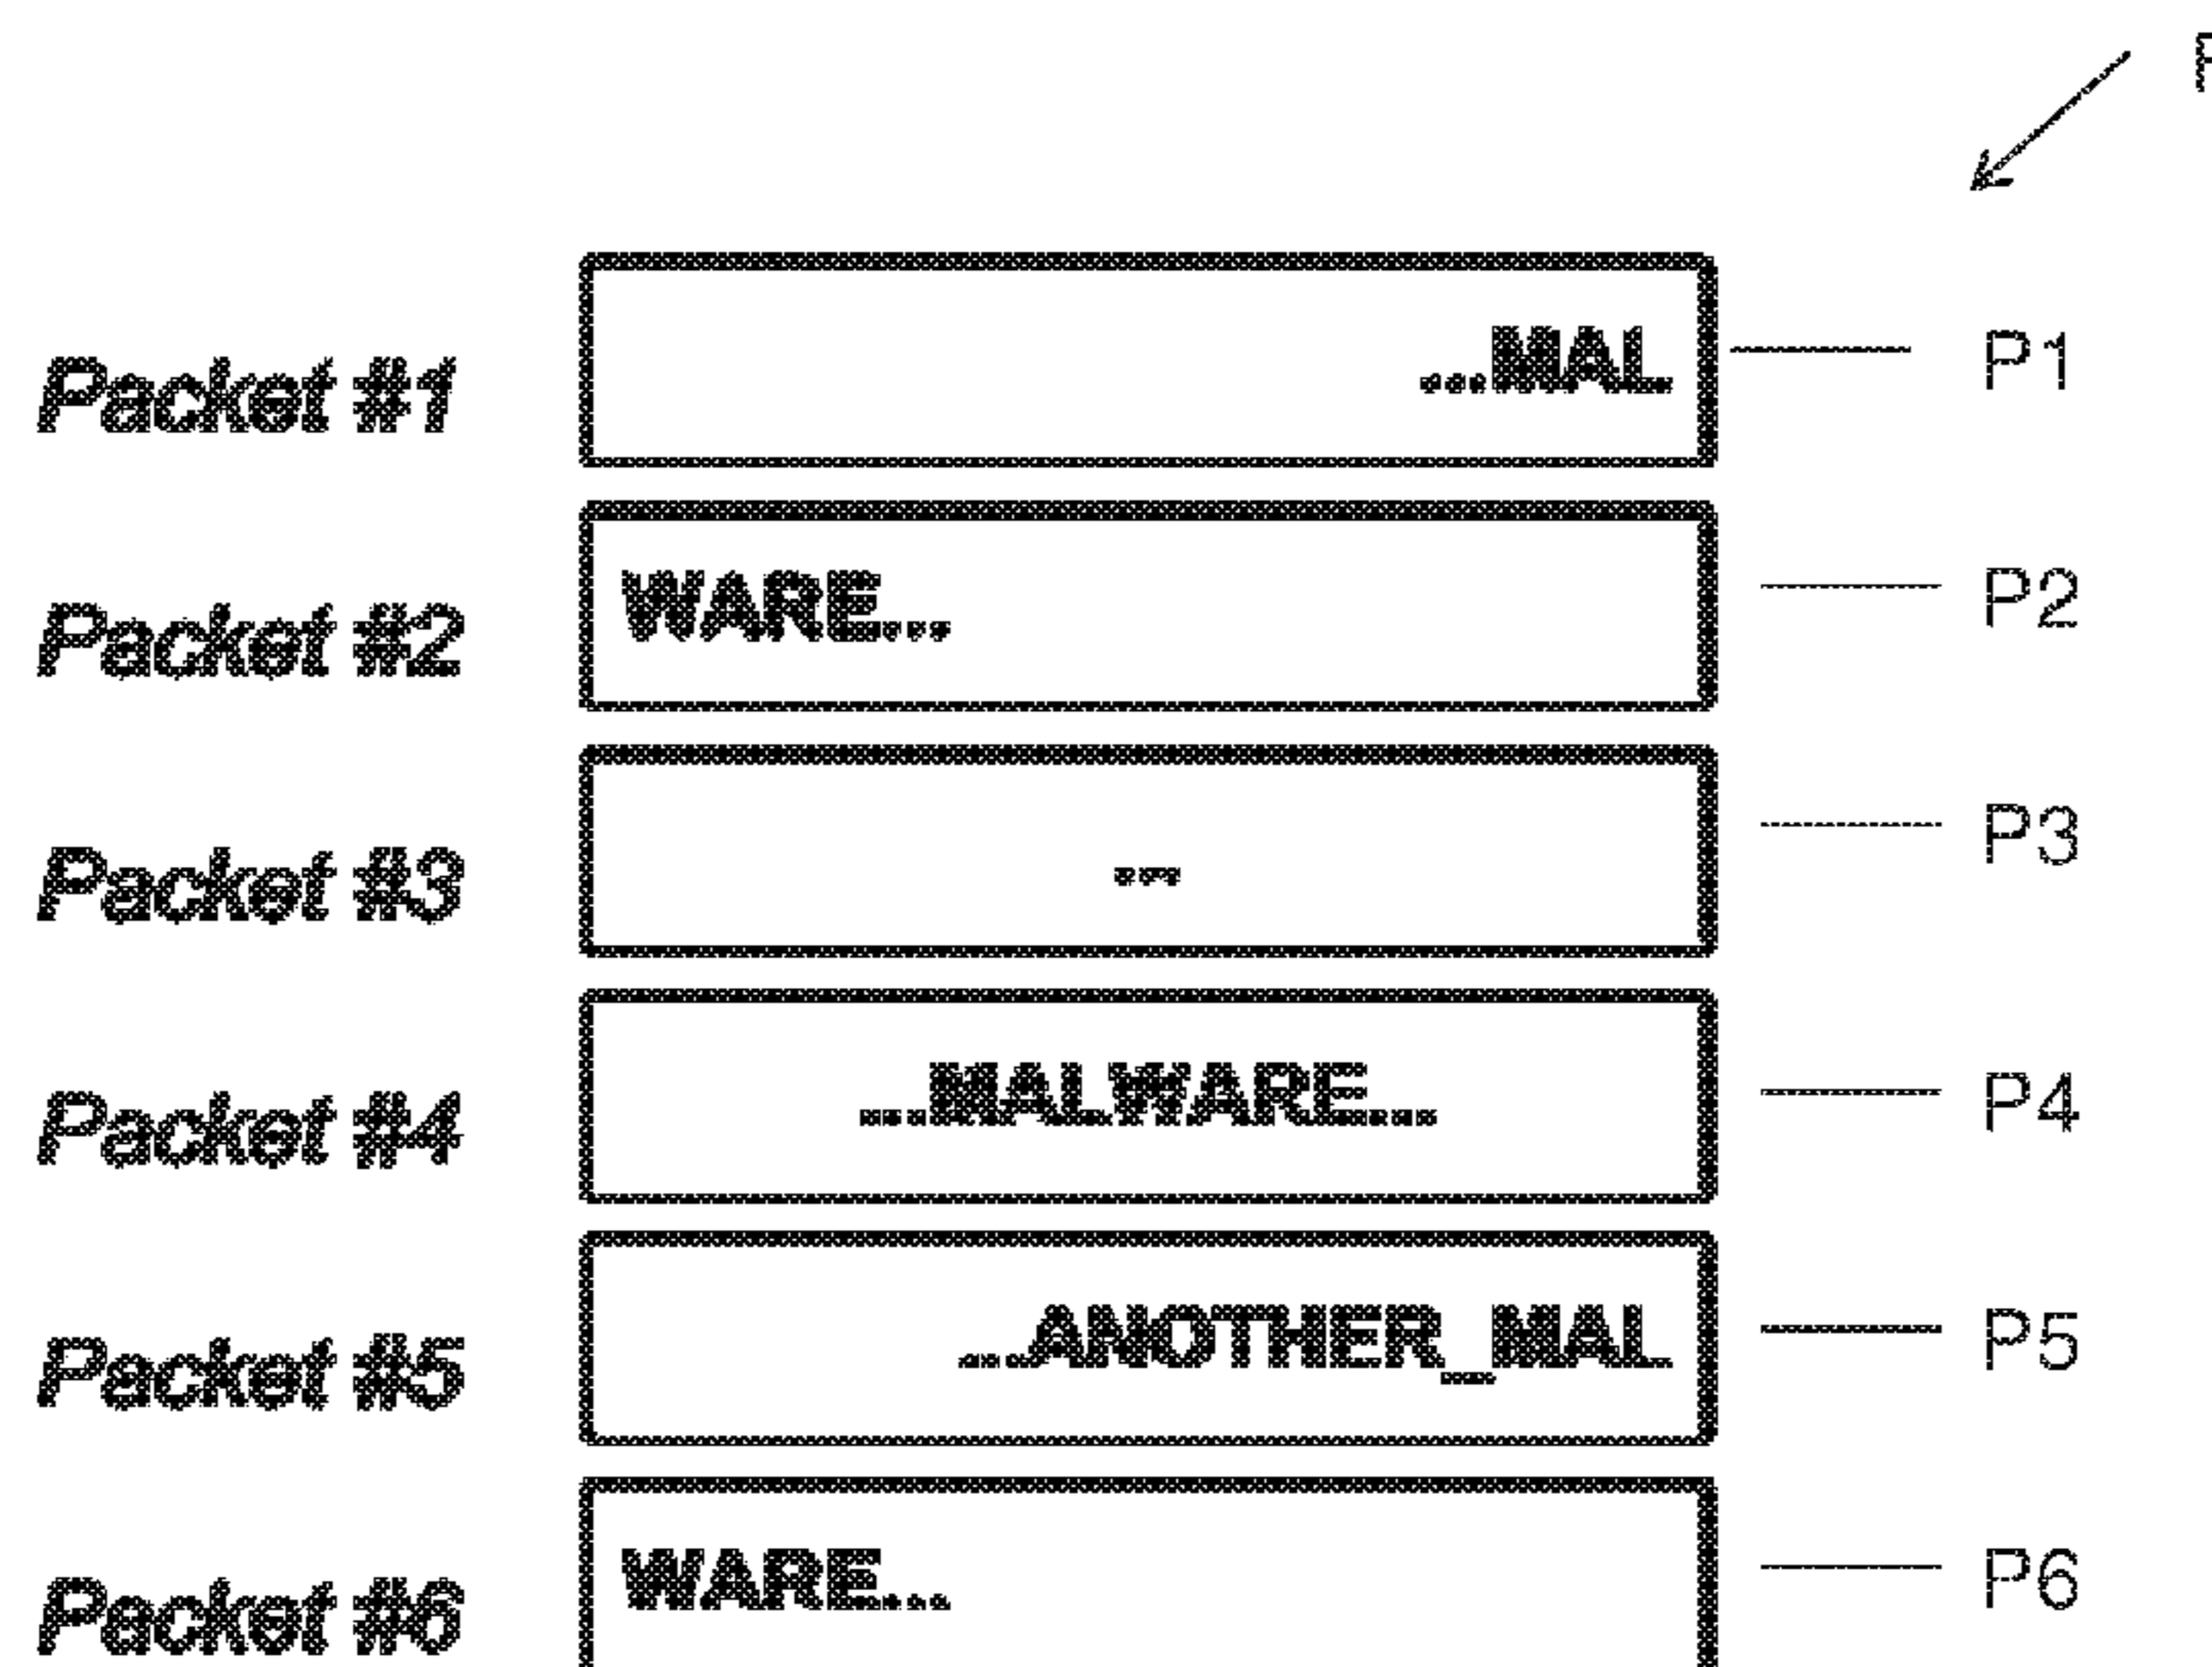 Packet #1 ...MAL P1
Packet #2 WARE... P2
Packet #3 ... P3
Packet #4 ...MALWARE... P4
Packet #5 ...ANOTHER_MAL P5
Packet #6 WARE... P6